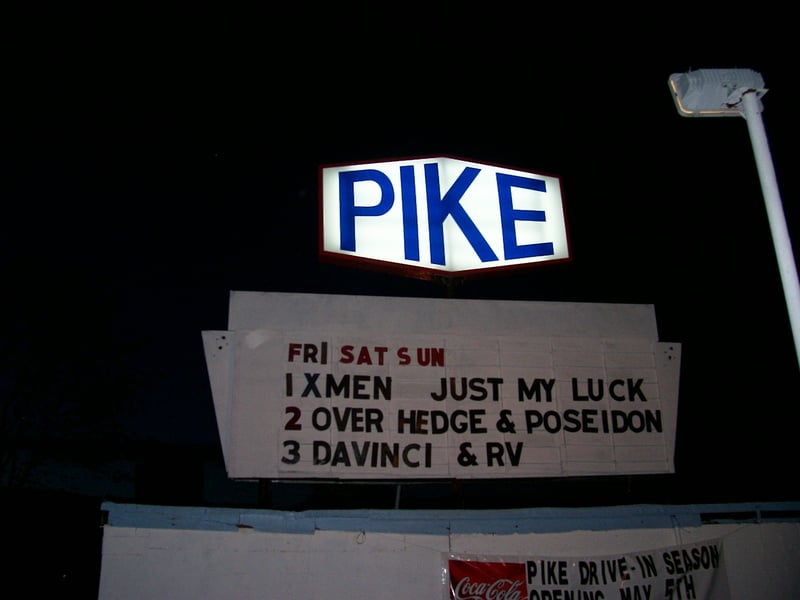 PIKE
FRI SAT SUN
1 XMEN JUST MY LUCK
2 OVER HEDGE & POSEIDON
3 DAVINCI & RV
Coca-Cola
PIKE DRIVE-IN SEASON
OPENING MAY 5TH